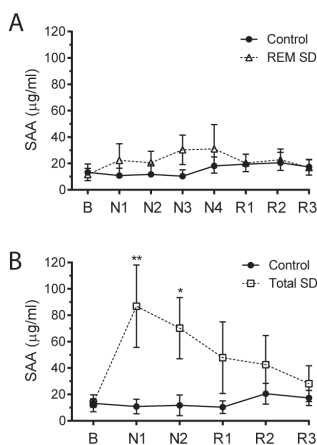 A
120
100
80
60
40
20
0
SAA (µg/ml)
Control
REM SD
B N1 N2 N3 N4 R1 R2 R3
B
120
100
80
60
40
20
0
SAA (µg/ml)
**
*
Control
Total SD
B N1 N2 R1 R2 R3